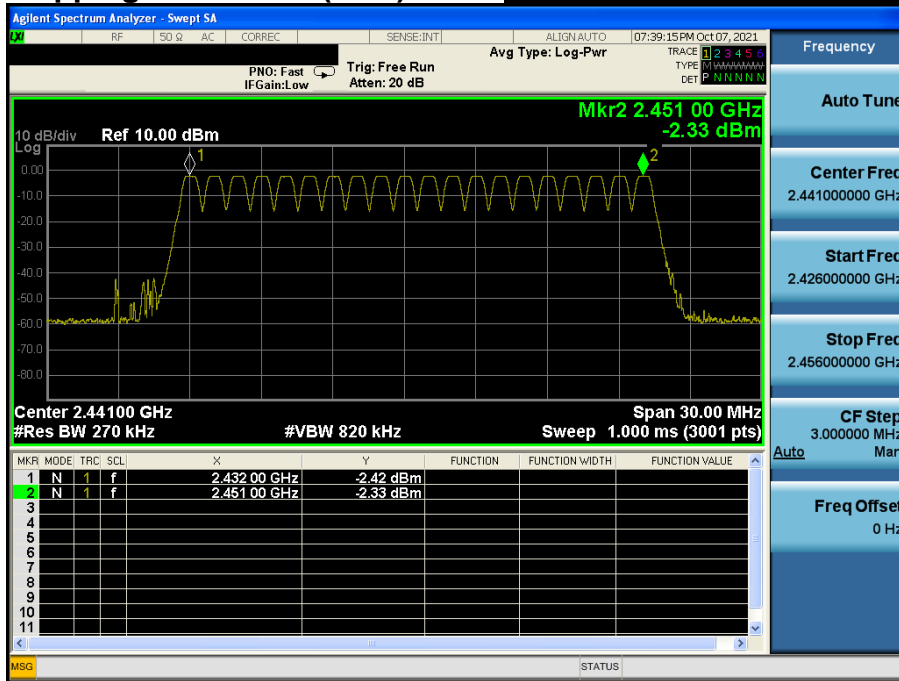 Agilent Spectrum Analyzer - Swept SA
LXI RF 50 Ω AC CORREC SENSE:INT ALIGN AUTO 07:39:15 PM Oct 07, 2021
Avg Type: Log-Pwr
TRACE 1 2 3 4 5 6
TYPE M WWWWW
DET P N N N N N
PNO: Fast
IFGain:Low
Trig: Free Run
Atten: 20 dB
Mkr2 2.451 00 GHz
-2.33 dBm
10 dB/div Ref 10.00 dBm
Log
1
2
0.00
-10.0
-20.0
-30.0
-40.0
-50.0
-60.0
-70.0
-80.0
Center 2.44100 GHz Span 30.00 MHz
#Res BW 270 kHz #VBW 820 kHz Sweep 1.000 ms (3001 pts)
MKR MODE TRC SCL X Y FUNCTION FUNCTION WIDTH FUNCTION VALUE
1 N 1 f 2.432 00 GHz -2.42 dBm
2 N 1 f 2.451 00 GHz -2.33 dBm
3
4
5
6
7
8
9
10
11
MSG STATUS
Frequency
Auto Tune
Center Freq
2.441000000 GHz
Start Freq
2.426000000 GHz
Stop Freq
2.456000000 GHz
CF Step
3.000000 MHz
Auto Man
Freq Offset
0 Hz